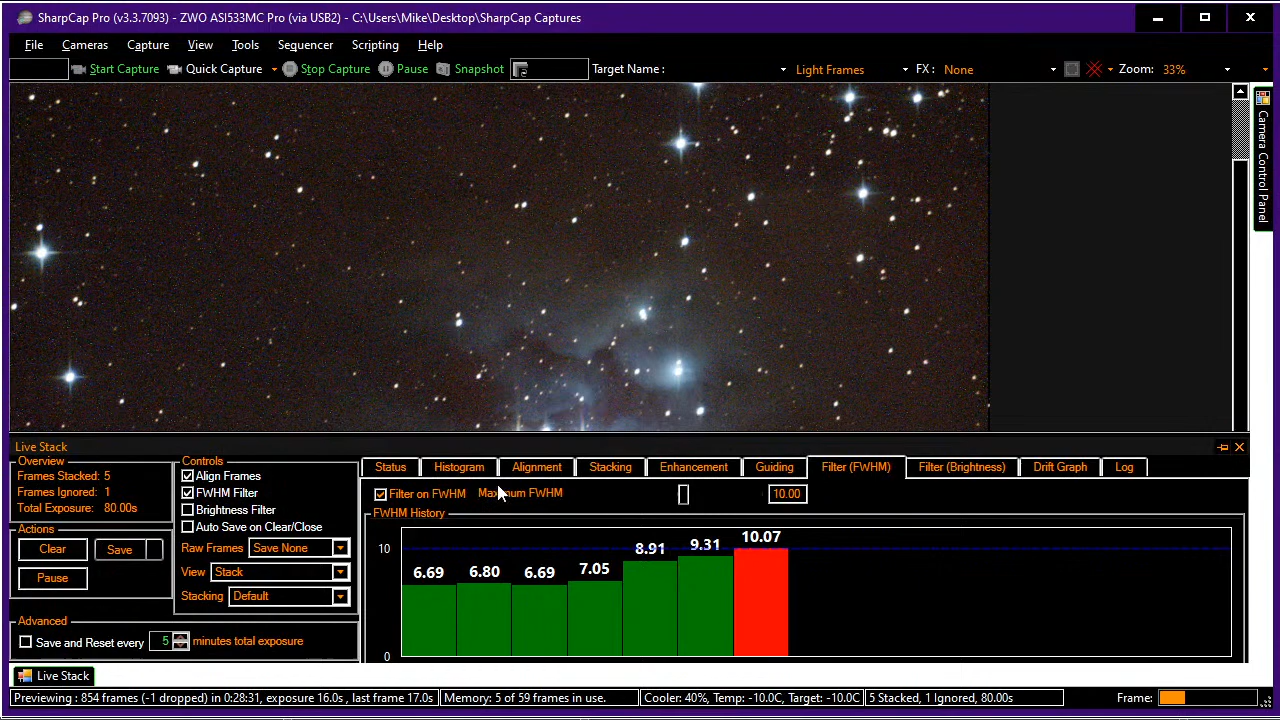 SharpCap Pro (v3.3.7093) - ZWO ASI533MC Pro (via USB2) - C:\Users\Mike\Desktop\SharpCap Captures
File Cameras Capture View Tools Sequencer Scripting Help
Start Capture Quick Capture Stop Capture Pause Snapshot Target Name : Light Frames FX : None Zoom: 33%
Camera Control Panel
Live Stack
Overview
Frames Stacked: 5
Frames Ignored: 1
Total Exposure: 80.00s
Actions
Clear Save
Pause
Advanced
Save and Reset every 5 minutes total exposure
Controls
Align Frames
FWHM Filter
Brightness Filter
Auto Save on Clear/Close
Raw Frames Save None
View Stack
Stacking Default
Status Histogram Alignment Stacking Enhancement Guiding Filter (FWHM) Filter (Brightness) Drift Graph Log
Filter on FWHM Maximum FWHM 10.00
FWHM History
10
6.69 6.80 6.69 7.05 8.91 9.31 10.07
0
Live Stack
Previewing : 854 frames (-1 dropped) in 0:28:31, exposure 16.0s , last frame 17.0s Memory: 5 of 59 frames in use. Cooler: 40%, Temp: -10.0C, Target: -10.0C 5 Stacked, 1 Ignored, 80.00s Frame: